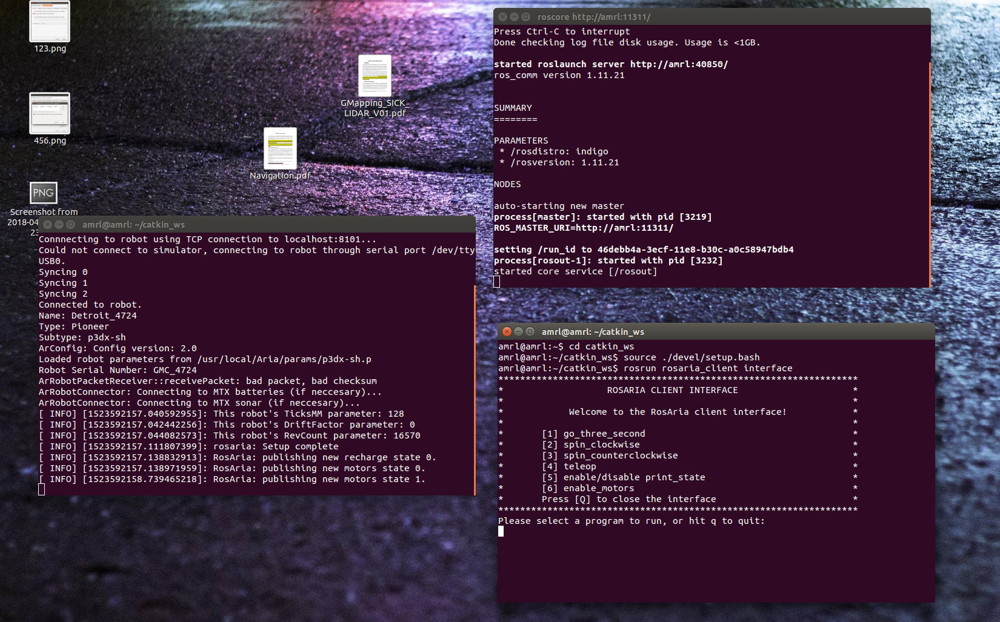 123.png
456.png
PNG
Screenshot from
2018-04
23
GMapping_SICK_
LIDAR_V01.pdf
Navigation.pdf
roscore http://amrl:11311/
Press Ctrl-C to interrupt
Done checking log file disk usage. Usage is <1GB.
started roslaunch server http://amrl:40850/
ros_comm version 1.11.21
SUMMARY
========
PARAMETERS
* /rosdistro: indigo
* /rosversion: 1.11.21
NODES
auto-starting new master
process[master]: started with pid [3219]
ROS_MASTER_URI=http://amrl:11311/
setting /run_id to 46debb4a-3ecf-11e8-b30c-a0c58947bdb4
process[rosout-1]: started with pid [3232]
started core service [/rosout]
amrl@amrl: ~/catkin_ws
Connnecting to robot using TCP connection to localhost:8101...
Could not connect to simulator, connecting to robot through serial port /dev/tty
USB0.
Syncing 0
Syncing 1
Syncing 2
Connected to robot.
Name: Detroit_4724
Type: Pioneer
Subtype: p3dx-sh
ArConfig: Config version: 2.0
Loaded robot parameters from /usr/local/Aria/params/p3dx-sh.p
Robot Serial Number: GMC_4724
ArRobotPacketReceiver::receivePacket: bad packet, bad checksum
ArRobotConnector: Connecting to MTX batteries (if neccesary)...
ArRobotConnector: Connecting to MTX sonar (if neccesary)...
[ INFO] [1523592157.040592955]: This robot's TicksMM parameter: 128
[ INFO] [1523592157.042442256]: This robot's DriftFactor parameter: 0
[ INFO] [1523592157.044082573]: This robot's RevCount parameter: 16570
[ INFO] [1523592157.111807399]: rosaria: Setup complete
[ INFO] [1523592157.138832913]: RosAria: publishing new recharge state 0.
[ INFO] [1523592157.138971959]: RosAria: publishing new motors state 0.
[ INFO] [1523592158.739465218]: RosAria: publishing new motors state 1.
amrl@amrl: ~/catkin_ws
amrl@amrl:~$ cd catkin_ws
amrl@amrl:~/catkin_ws$ source ./devel/setup.bash
amrl@amrl:~/catkin_ws$ rosrun rosaria_client interface
******************************************************************
* ROSARIA CLIENT INTERFACE *
* *
* Welcome to the RosAria client interface! *
* *
* [1] go_three_second *
* [2] spin_clockwise *
* [3] spin_counterclockwise *
* [4] teleop *
* [5] enable/disable print_state *
* [6] enable_motors *
* Press [Q] to close the interface *
******************************************************************
Please select a program to run, or hit q to quit: